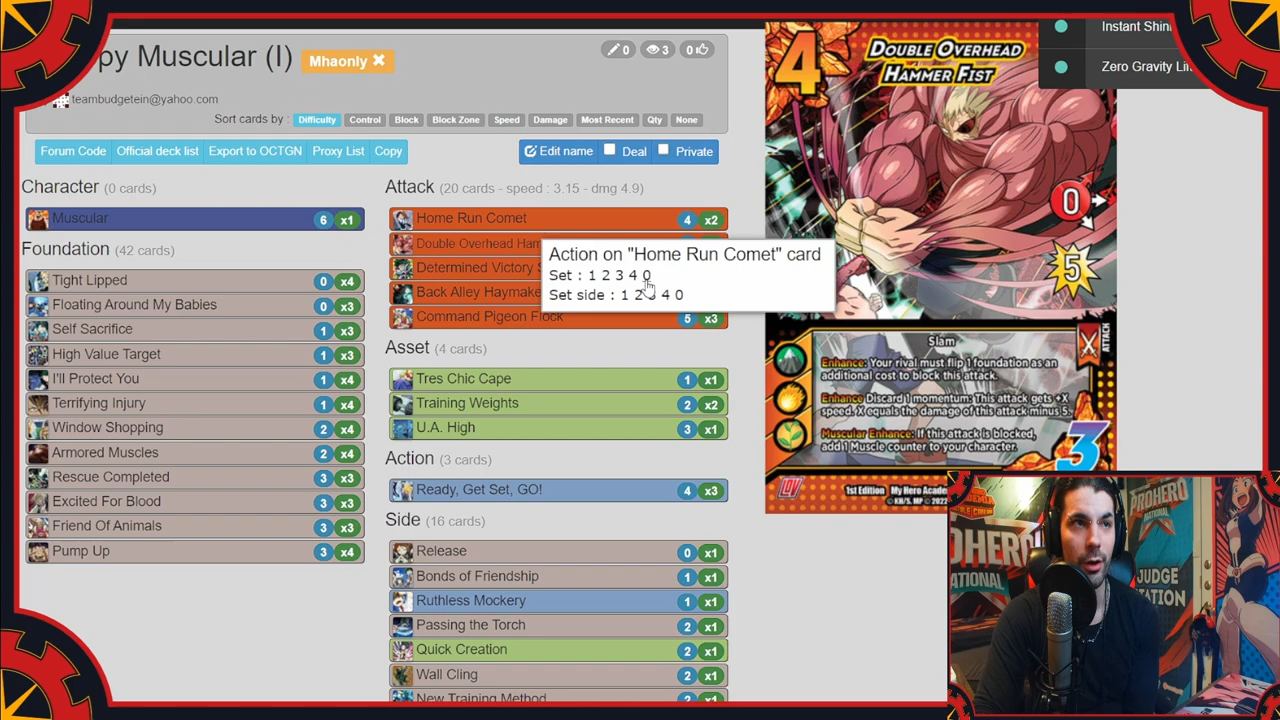 py Muscular (I)
Mhaonly ✖
0
3
0
teambudgetein@yahoo.com
Sort cards by :
Difficulty
Control
Block
Block Zone
Speed
Damage
Most Recent
Qty
None
Forum Code
Official deck list
Export to OCTGN
Proxy List
Copy
Edit name
Deal
Private
Character (0 cards)
Muscular 6 x1
Foundation (42 cards)
Tight Lipped 0 x4
Floating Around My Babies 0 x3
Self Sacrifice 1 x3
High Value Target 1 x3
I'll Protect You 1 x4
Terrifying Injury 1 x4
Window Shopping 2 x4
Armored Muscles 2 x4
Rescue Completed 3 x3
Excited For Blood 3 x3
Friend Of Animals 3 x3
Pump Up 3 x4
Attack (20 cards - speed : 3.15 - dmg 4.9)
Home Run Comet 4 x2
Double Overhead Ham
Determined Victory S
Back Alley Haymake
Command Pigeon Flock 5 x3
Action on "Home Run Comet" card
Set : 1 2 3 4 0
Set side : 1 2 3 4 0
Asset (4 cards)
Tres Chic Cape 1 x1
Training Weights 2 x2
U.A. High 3 x1
Action (3 cards)
Ready, Get Set, GO! 4 x3
Side (16 cards)
Release 0 x1
Bonds of Friendship 1 x1
Ruthless Mockery 1 x1
Passing the Torch 2 x1
Quick Creation 2 x1
Wall Cling 2 x1
New Training Method 2 x1
4
DOUBLE OVERHEAD
HAMMER FIST
0
5
Slam
Enhance: Your rival must flip 1 foundation as an
additional cost to block this attack.
Enhance Discard 1 momentum: This attack gets +X
speed. X equals the damage of this attack minus 5.
Muscular Enhance: If this attack is blocked,
add 1 Muscle counter to your character.
ATTACK
3
1st Edition
Instant Shin
Zero Gravity Li
PROHERO
NATIONAL
JUDGE
STATION
PROHERO
NATIONAL